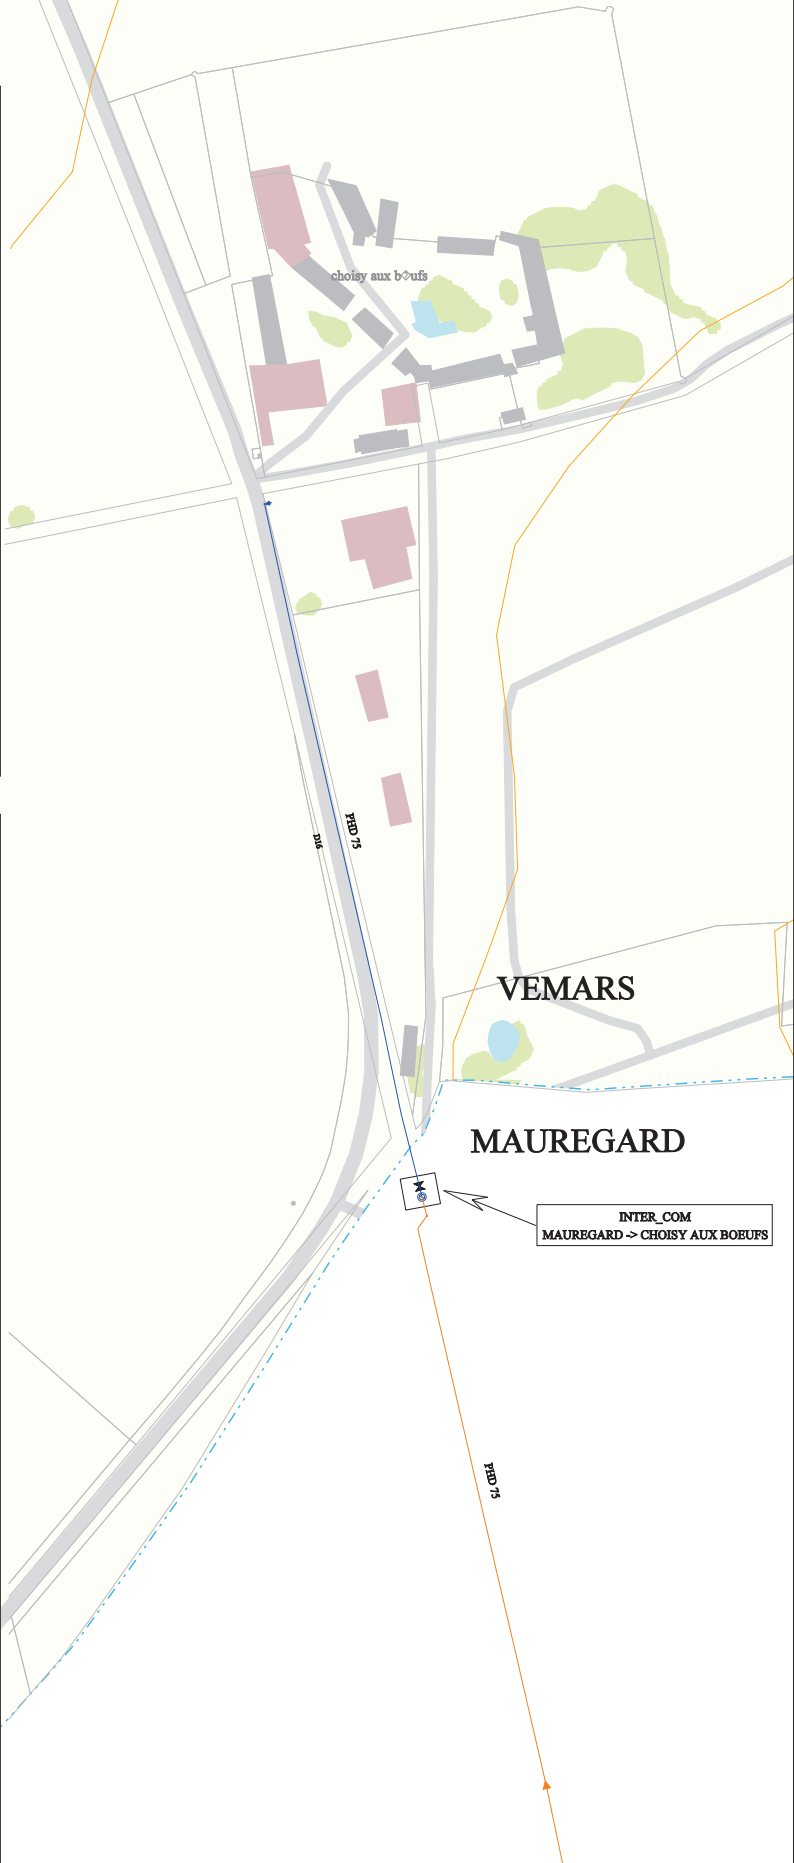 choisy aux b�ufs
PHD 75
D16
VEMARS
MAUREGARD
INTER_COM
MAUREGARD -> CHOISY AUX BOEUFS
PHD 75